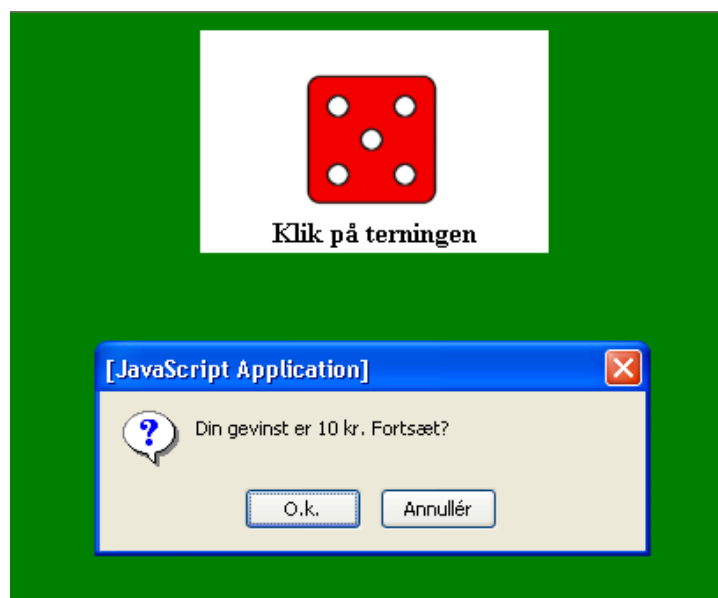 Klik på terningen
[JavaScript Application]
Din gevinst er 10 kr. Fortsæt?
O.k.
Annullér